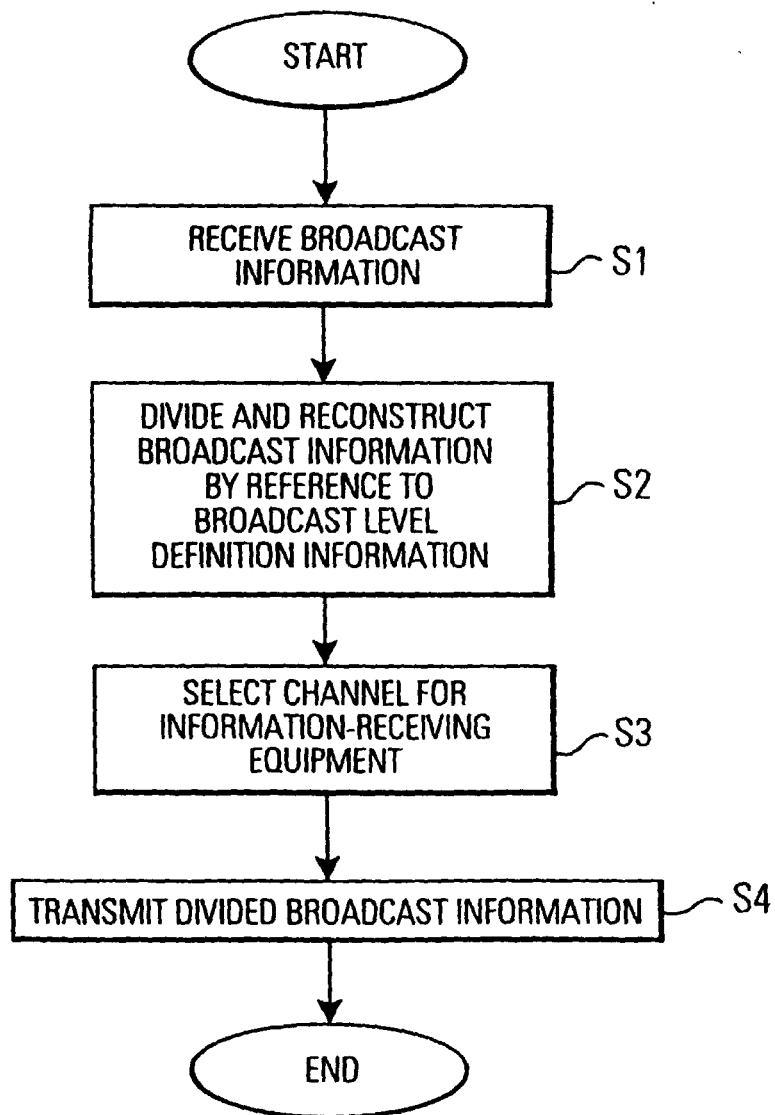 START
RECEIVE BROADCAST
INFORMATION
S1
DIVIDE AND RECONSTRUCT
BROADCAST INFORMATION
BY REFERENCE TO
BROADCAST LEVEL
DEFINITION INFORMATION
S2
SELECT CHANNEL FOR
INFORMATION-RECEIVING
EQUIPMENT
S3
TRANSMIT DIVIDED BROADCAST INFORMATION
S4
END